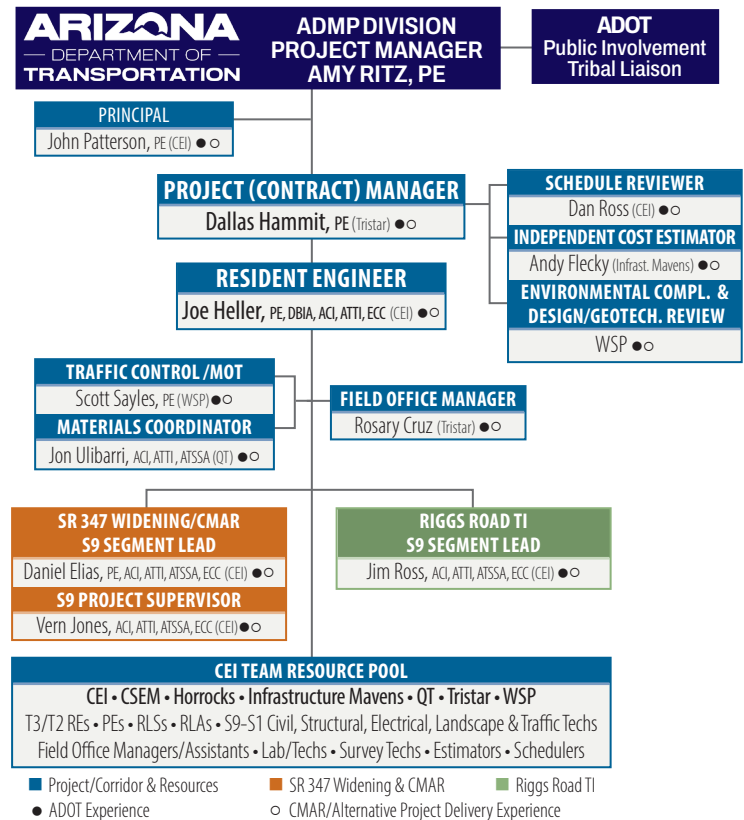 ARIZONA
DEPARTMENT OF
TRANSPORTATION
ADMP DIVISION
PROJECT MANAGER
AMY RITZ, PE
ADOT
Public Involvement
Tribal Liaison
PRINCIPAL
John Patterson, PE (CEI) ● ○
PROJECT (CONTRACT) MANAGER
Dallas Hammit, PE (Tristar) ●○
SCHEDULE REVIEWER
Dan Ross (CEI) ●○
INDEPENDENT COST ESTIMATOR
Andy Flecky (Infrast. Mavens) ●○
ENVIRONMENTAL COMPL. &
DESIGN/GEOTECH. REVIEW
WSP ●○
RESIDENT ENGINEER
Joe Heller, PE, DBIA, ACI, ATTI, ECC (CEI) ●○
TRAFFIC CONTROL /MOT
Scott Sayles, PE (WSP) ●○
MATERIALS COORDINATOR
Jon Ulibarri, ACI, ATTI, ATSSA (QT) ●○
FIELD OFFICE MANAGER
Rosary Cruz (Tristar) ●○
SR 347 WIDENING/CMAR
S9 SEGMENT LEAD
Daniel Elias, PE, ACI, ATTI, ATSSA, ECC (CEI) ●○
S9 PROJECT SUPERVISOR
Vern Jones, ACI, ATTI, ATSSA, ECC (CEI) ●○
RIGGS ROAD TI
S9 SEGMENT LEAD
Jim Ross, ACI, ATTI, ATSSA, ECC (CEI) ●○
CEI TEAM RESOURCE POOL
CEI • CSEM • Horrocks • Infrastructure Mavens • QT • Tristar • WSP
T3/T2 REs • PEs • RLSs • RLAs • S9-S1 Civil, Structural, Electrical, Landscape & Traffic Techs
Field Office Managers/Assistants • Lab/Techs • Survey Techs • Estimators • Schedulers
■ Project/Corridor & Resources ■ SR 347 Widening & CMAR ■ Riggs Road TI
● ADOT Experience ○ CMAR/Alternative Project Delivery Experience